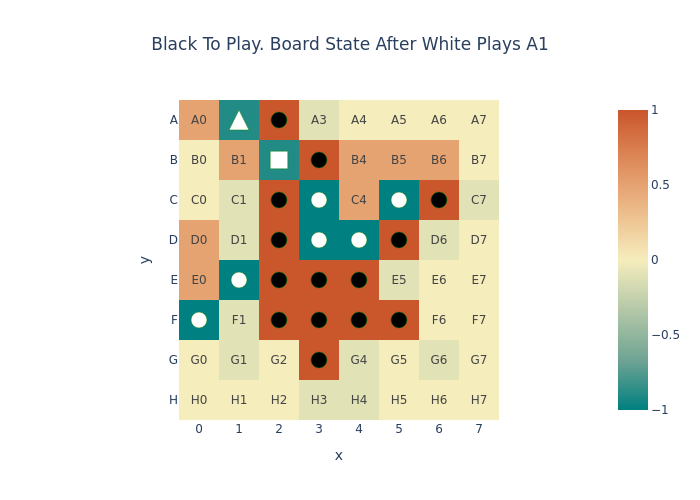 Black To Play. Board State After White Plays A1
A A0 A3 A4 A5 A6 A7
B B0 B1 B4 B5 B6 B7
C C0 C1 C4 C7
D D0 D1 D6 D7
E E0 E5 E6 E7
F F1 F6 F7
G G0 G1 G2 G4 G5 G6 G7
H H0 H1 H2 H3 H4 H5 H6 H7
0 1 2 3 4 5 6 7
x
y
1
0.5
0
−0.5
−1